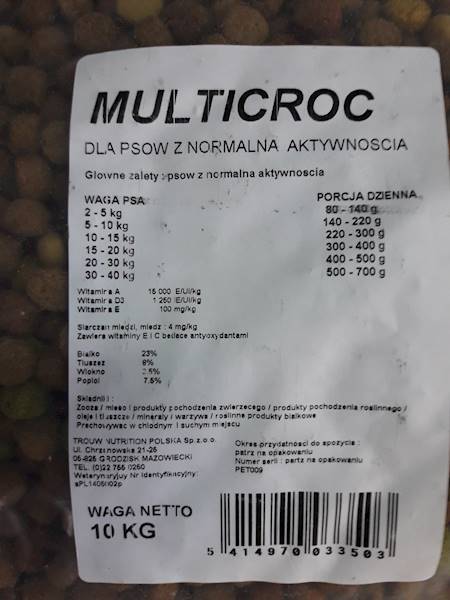 MULTICROC
DLA PSOW Z NORMALNA AKTYWNOSCIA
Glowne zalety : psow z normalna aktywnoscia
WAGA PSA PORCJA DZIENNA
2 - 5 kg 80 - 140 g
5 - 10 kg 140 - 220 g
10 - 15 kg 220 - 300 g
15 - 20 kg 300 - 400 g
20 - 30 kg 400 - 500 g
30 - 40 kg 500 - 700 g
Witamina A 15 000 E/UI/kg
Witamina D3 1 250 E/UI/kg
Witamina E 100 mg/kg
Siarczan miedzi, miedz : 4 mg/kg
Zawiera witaminy E i C bedace antyoxydantami
Bialko 23%
Tluszcz 8%
Wlokno 2.5%
Popiol 7.5%
Skladniki :
Zboza / mieso i produkty pochodzenia zwierzecego / produkty pochodzenia roslinnego /
oleje i tluszcze / mineraly / warzywa / roslinne produkty bialkowe
Przechowywac w chlodnym i suchym miejscu
TROUW NUTRITION POLSKA Sp.z.o.o.
Ul. Chrzanowska 21-25
05-825 GRODZISK MAZOWIECKI
TEL. (0)22 755 0250
Weterynaryjuy Nr Identyfikacyjny:
Okres przydatnosci do spozycia :
patrz na opakowaniu
Numer serii : partz na opakowaniu
PET009
WAGA NETTO
10 KG
5 414970 033503